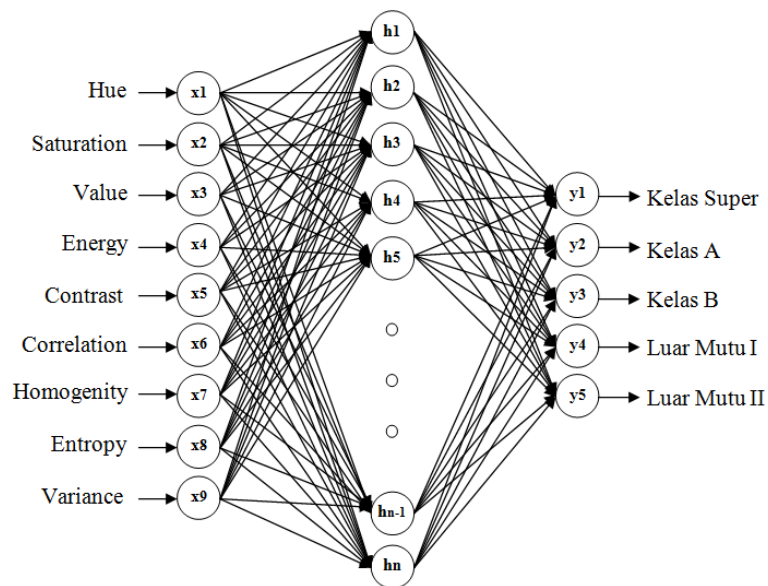 Hue
Saturation
Value
Energy
Contrast
Correlation
Homogenity
Entropy
Variance
x1
x2
x3
x4
x5
x6
x7
x8
x9
h1
h2
h3
h4
h5
hn-1
hn
y1
y2
y3
y4
y5
Kelas Super
Kelas A
Kelas B
Luar Mutu I
Luar Mutu II